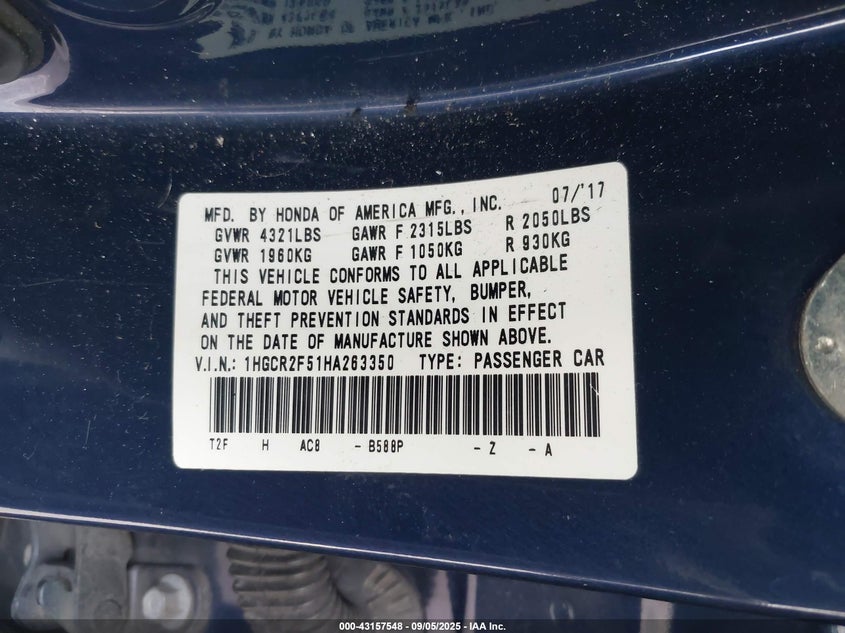 MFD. BY HONDA OF AMERICA MFG., INC. 07/'17
GVWR 4321LBS GAWR F 2315LBS R 2050LBS
GVWR 1960KG GAWR F 1050KG R 930KG
THIS VEHICLE CONFORMS TO ALL APPLICABLE
FEDERAL MOTOR VEHICLE SAFETY, BUMPER,
AND THEFT PREVENTION STANDARDS IN EFFECT
ON THE DATE OF MANUFACTURE SHOWN ABOVE.
V.I.N.: 1HGCR2F51HA263350 TYPE: PASSENGER CAR
T2F H AC8 - B588P - Z - A
000-43157548 - 09/05/2025 - IAA Inc.